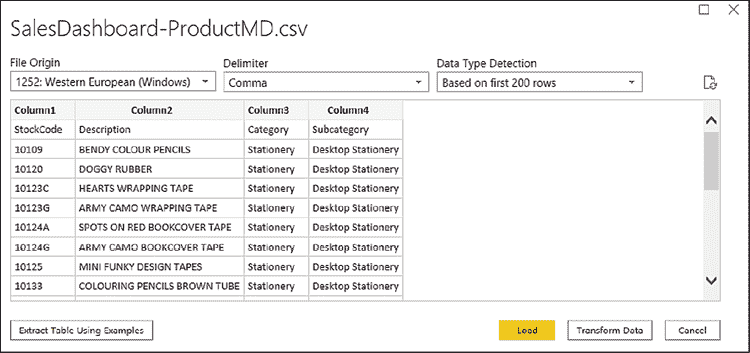 SalesDashboard-ProductMD.csv
File Origin Delimiter Data Type Detection
1252: Western European (Windows) Comma Based on first 200 rows
Column1 Column2 Column3 Column4
StockCode Description Category Subcategory
10109 BENDY COLOUR PENCILS Stationery Desktop Stationery
10120 DOGGY RUBBER Stationery Desktop Stationery
10123C HEARTS WRAPPING TAPE Stationery Desktop Stationery
10123G ARMY CAMO WRAPPING TAPE Stationery Desktop Stationery
10124A SPOTS ON RED BOOKCOVER TAPE Stationery Desktop Stationery
10124G ARMY CAMO BOOKCOVER TAPE Stationery Desktop Stationery
10125 MINI FUNKY DESIGN TAPES Stationery Desktop Stationery
10133 COLOURING PENCILS BROWN TUBE Stationery Desktop Stationery
Extract Table Using Examples Load Transform Data Cancel